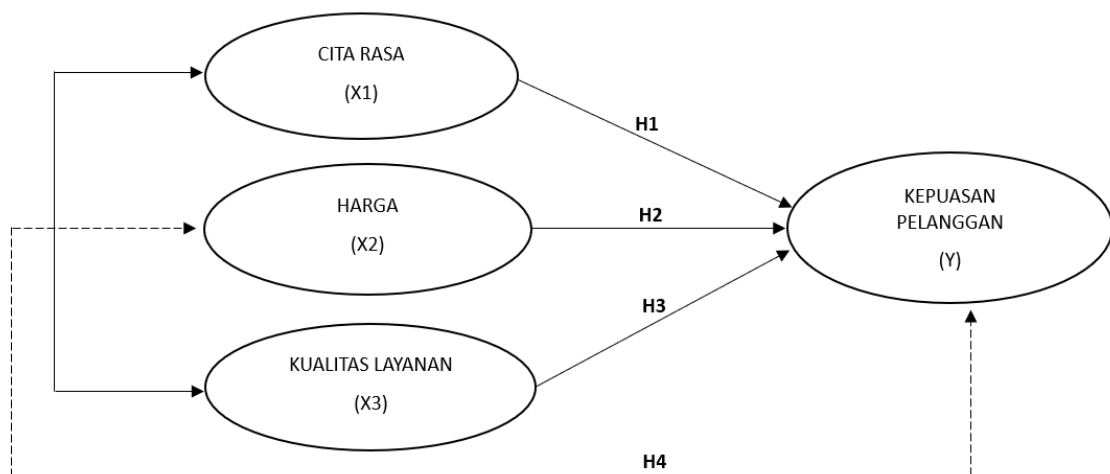 CITA RASA
(X1)
H1
HARGA
(X2)
H2
KEPUASAN
PELANGGAN
(Y)
H3
KUALITAS LAYANAN
(X3)
H4